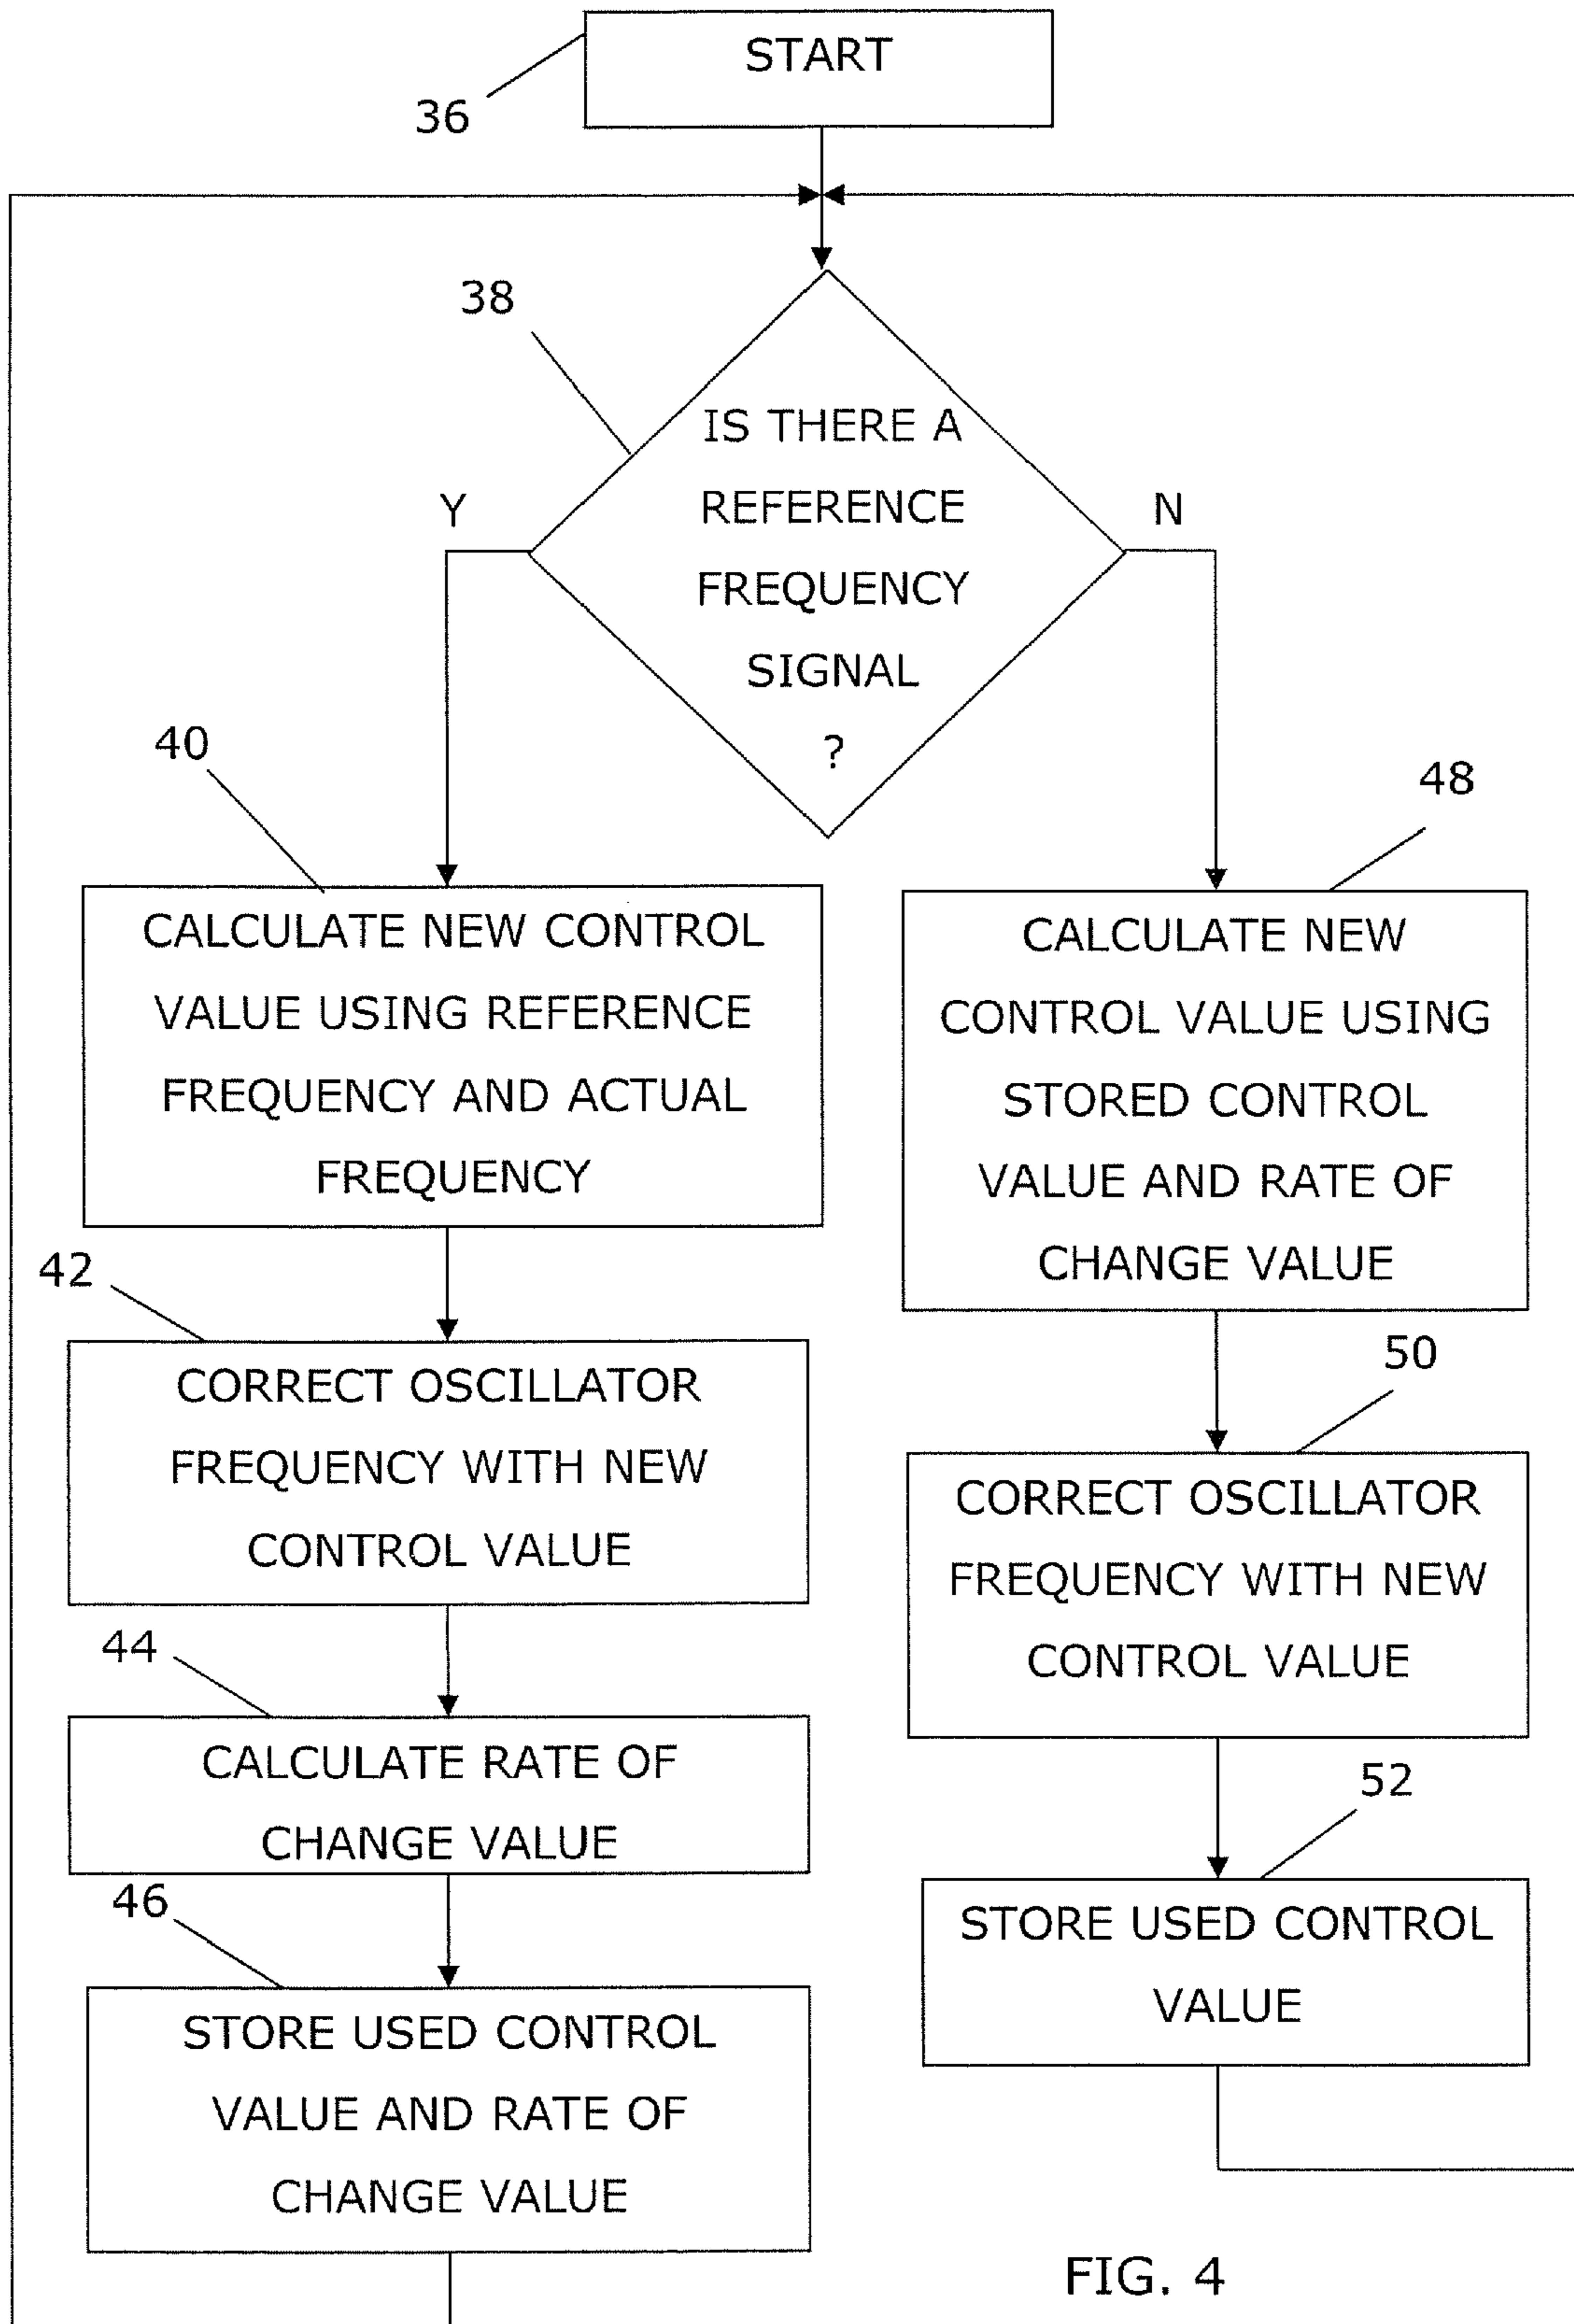 START
36
38
IS THERE A
REFERENCE
FREQUENCY
SIGNAL
?
Y
N
40
CALCULATE NEW CONTROL
VALUE USING REFERENCE
FREQUENCY AND ACTUAL
FREQUENCY
42
CORRECT OSCILLATOR
FREQUENCY WITH NEW
CONTROL VALUE
44
CALCULATE RATE OF
CHANGE VALUE
46
STORE USED CONTROL
VALUE AND RATE OF
CHANGE VALUE
48
CALCULATE NEW
CONTROL VALUE USING
STORED CONTROL
VALUE AND RATE OF
CHANGE VALUE
50
CORRECT OSCILLATOR
FREQUENCY WITH NEW
CONTROL VALUE
52
STORE USED CONTROL
VALUE
FIG. 4